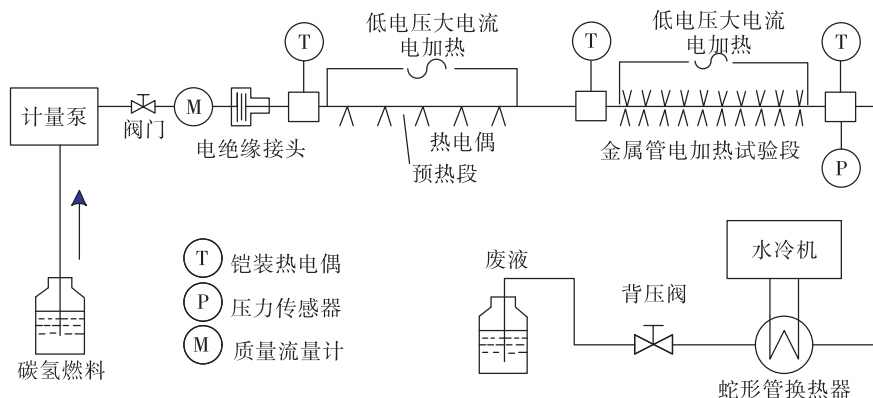 T
低电压大电流
电加热
T
低电压大电流
电加热
T
计量泵
阀门
M
电绝缘接头
热电偶
预热段
金属管电加热试验段
P
T
铠装热电偶
P
压力传感器
M
质量流量计
碳氢燃料
废液
背压阀
水冷机
蛇形管换热器